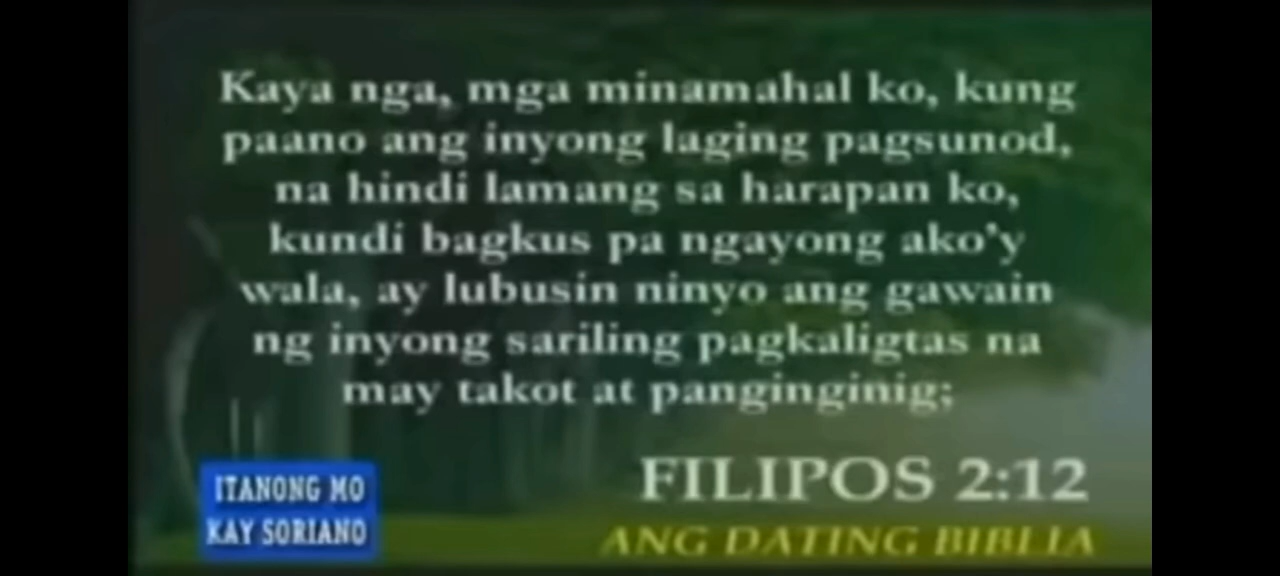 Kaya nga, mga minamahal ko, kung
paano ang inyong laging pagsunod,
na hindi lamang sa harapan ko,
kundi bagkus pa ngayong ako'y
wala, ay lubusin ninyo ang gawain
ng inyong sariling pagkaligtas na
may takot at panginginig;
FILIPOS 2:12
ANG DATING BIBLIA
ITANONG MO
KAY SORIANO